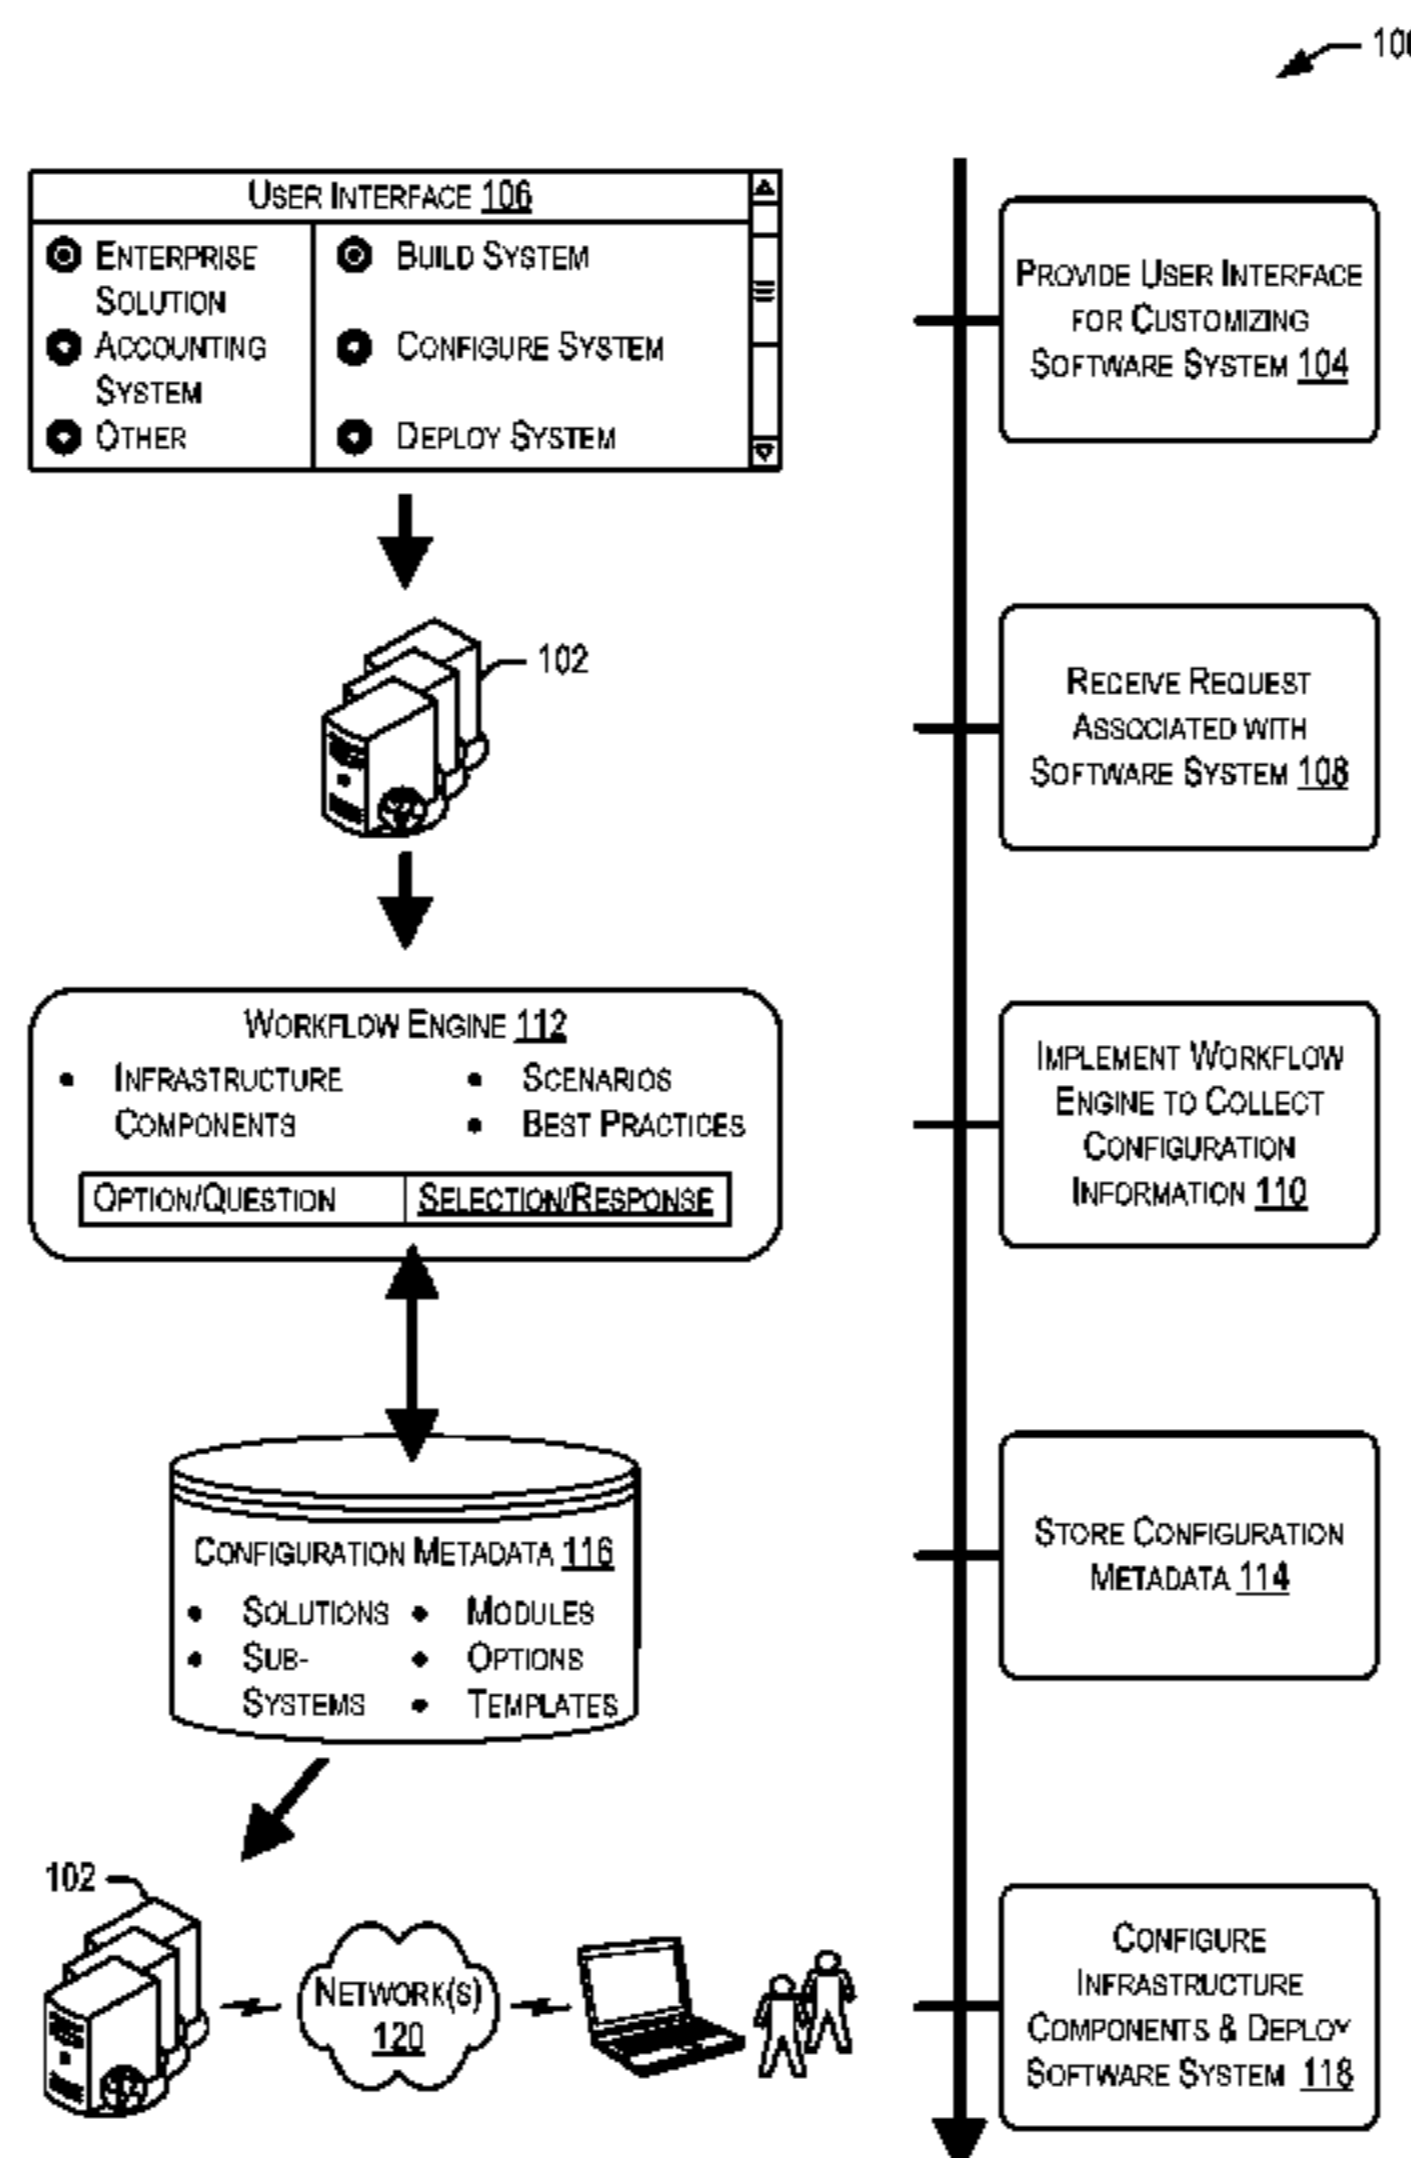 100
USER INTERFACE 106
ENTERPRISE
SOLUTION
ACCOUNTING
SYSTEM
OTHER
BUILD SYSTEM
CONFIGURE SYSTEM
DEPLOY SYSTEM
PROVIDE USER INTERFACE
FOR CUSTOMIZING
SOFTWARE SYSTEM 104
102
RECEIVE REQUEST
ASSOCIATED WITH
SOFTWARE SYSTEM 108
WORKFLOW ENGINE 112
• INFRASTRUCTURE
COMPONENTS
• SCENARIOS
• BEST PRACTICES
OPTION/QUESTION
SELECTION/RESPONSE
IMPLEMENT WORKFLOW
ENGINE TO COLLECT
CONFIGURATION
INFORMATION 110
CONFIGURATION METADATA 116
• SOLUTIONS
• SUB-
SYSTEMS
• MODULES
• OPTIONS
• TEMPLATES
STORE CONFIGURATION
METADATA 114
102
NETWORK(S)
120
CONFIGURE
INFRASTRUCTURE
COMPONENTS & DEPLOY
SOFTWARE SYSTEM 118